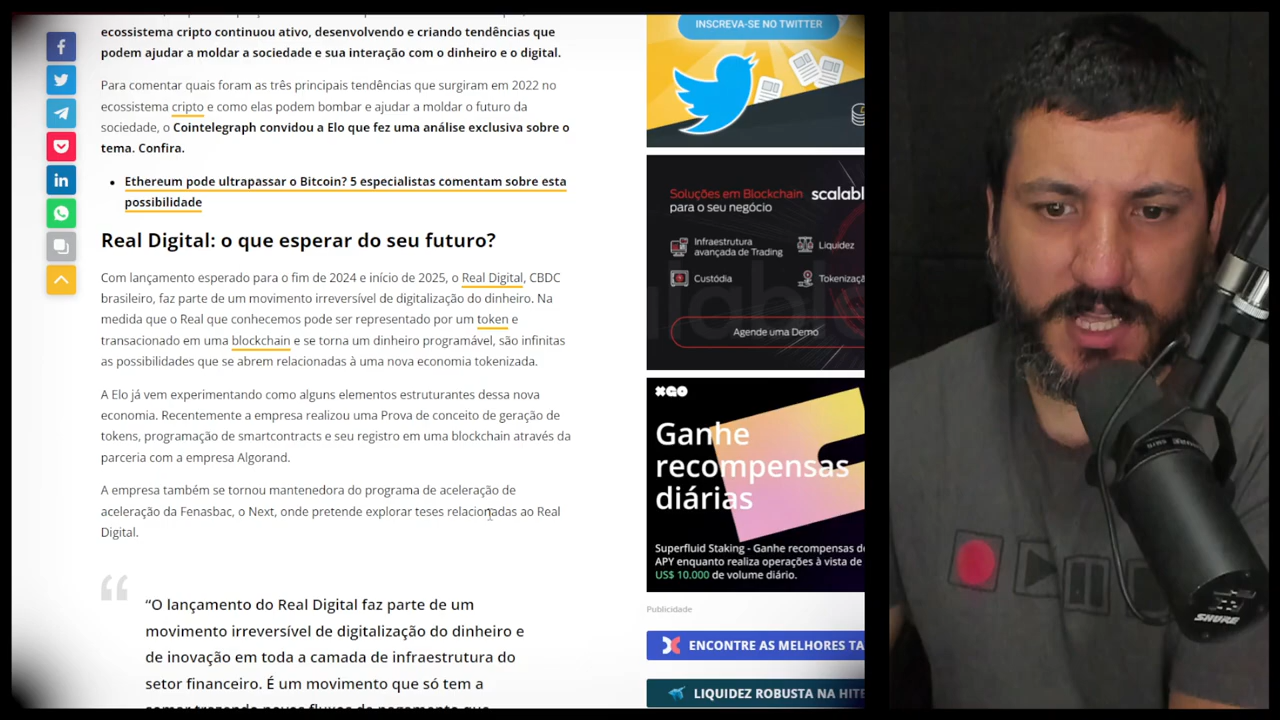 ecossistema cripto continuou ativo, desenvolvendo e criando tendências que
podem ajudar a moldar a sociedade e sua interação com o dinheiro e o digital.
Para comentar quais foram as três principais tendências que surgiram em 2022 no
ecossistema cripto e como elas podem bombar e ajudar a moldar o futuro da
sociedade, o Cointelegraph convidou a Elo que fez uma análise exclusiva sobre o
tema. Confira.
Ethereum pode ultrapassar o Bitcoin? 5 especialistas comentam sobre esta
possibilidade
Real Digital: o que esperar do seu futuro?
Com lançamento esperado para o fim de 2024 e início de 2025, o Real Digital, CBDC
brasileiro, faz parte de um movimento irreversível de digitalização do dinheiro. Na
medida que o Real que conhecemos pode ser representado por um token e
transacionado em uma blockchain e se torna um dinheiro programável, são infinitas
as possibilidades que se abrem relacionadas à uma nova economia tokenizada.
A Elo já vem experimentando como alguns elementos estruturantes dessa nova
economia. Recentemente a empresa realizou uma Prova de conceito de geração de
tokens, programação de smartcontracts e seu registro em uma blockchain através da
parceria com a empresa Algorand.
A empresa também se tornou mantenedora do programa de aceleração de
aceleração da Fenasbac, o Next, onde pretende explorar teses relacionadas ao Real
Digital.
“O lançamento do Real Digital faz parte de um
movimento irreversível de digitalização do dinheiro e
de inovação em toda a camada de infraestrutura do
setor financeiro. É um movimento que só tem a
INSCREVA-SE NO TWITTER
Soluções em Blockchain
para o seu negócio
scalabl
Infraestrutura
avançada de Trading
Liquidez
Custódia
Tokenizaçã
Agende uma Demo
GO
Ganhe
recompensas
diárias
Superfluid Staking - Ganhe recompensas d
APY enquanto realiza operações à vista de
US$ 10.000 de volume diário.
Publicidade
ENCONTRE AS MELHORES TA
LIQUIDEZ ROBUSTA NA HITE
SHURE